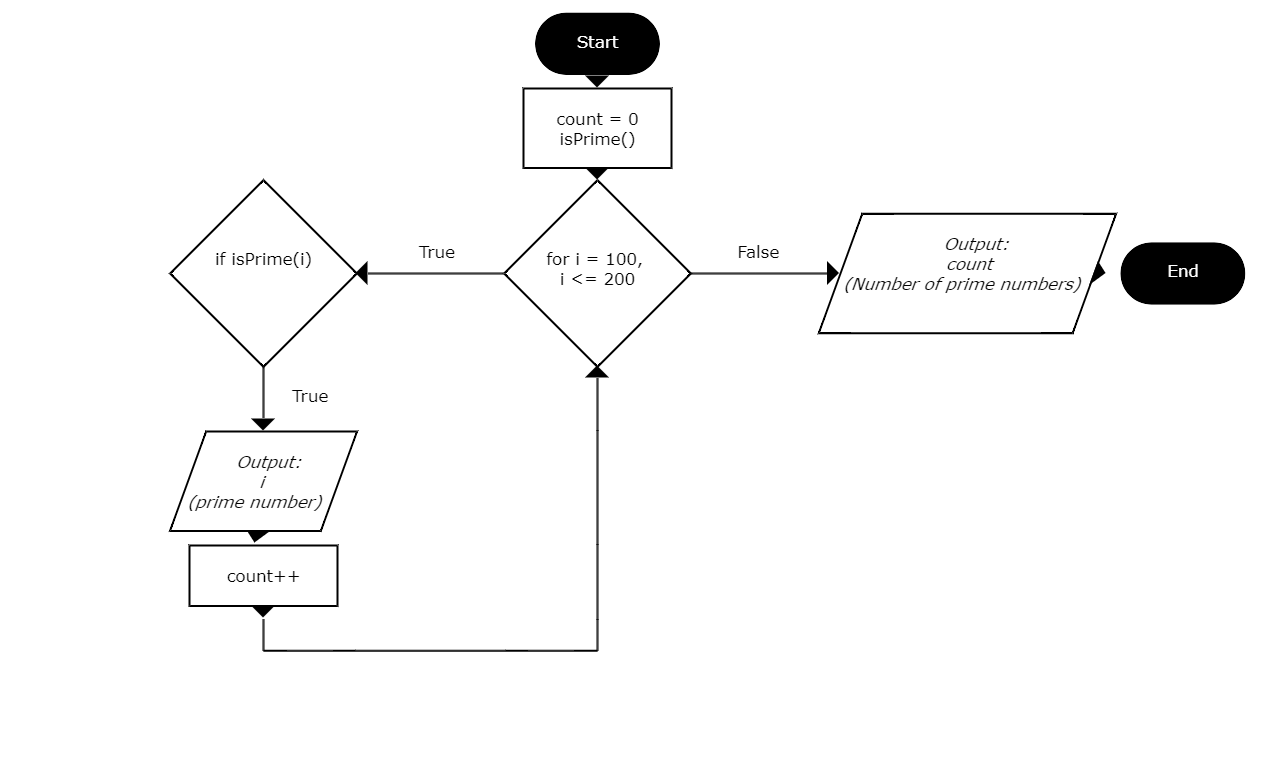 Start
count = 0
isPrime()
for i = 100,
i <= 200
True
False
if isPrime(i)
Output:
count
(Number of prime numbers)
End
True
Output:
i
(prime number)
count++